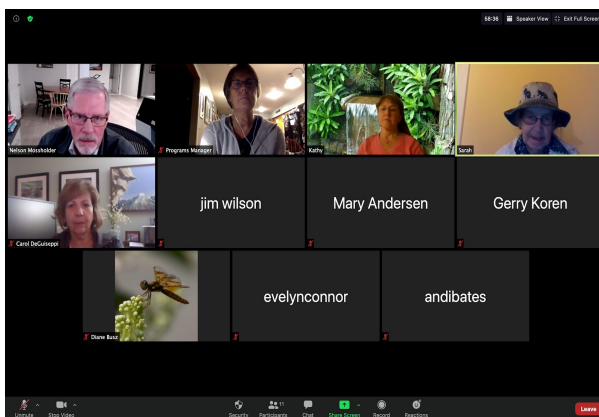 58:36 Speaker View Exit Full Screen
Nelson Mossholder Programs Manager Kathy Sarah
Carol DeGuiseppi jim wilson Mary Andersen Gerry Koren
Diane Busz evelynconnor andibates
Unmute Stop Video Security Participants 11 Chat Share Screen Record Reactions Leave